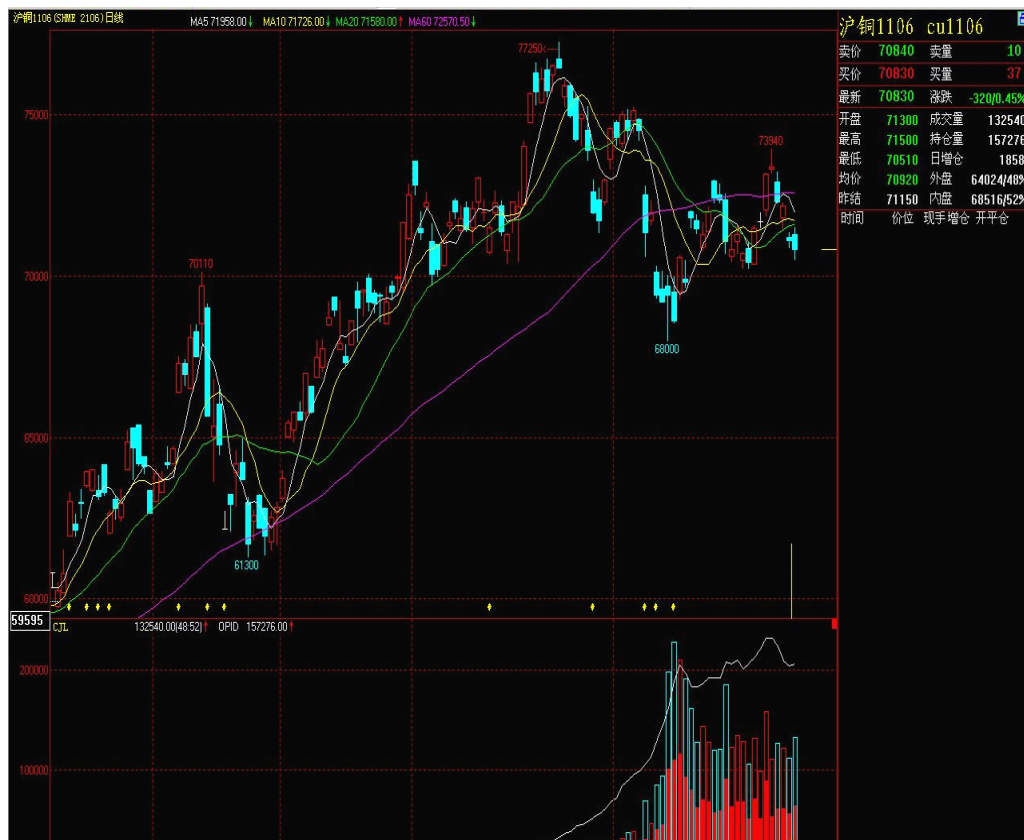 沪铜1106 (SHME 2106)日线 MA5 71958.00↓ MA10 71726.00↓ MA20 71580.00↑ MA60 72570.50↓
77250
75000
73940
70110
70000
68000
65000
61300
60000
59595
CJL 132540.00(48:52)↑ OPID 157276.00↑
200000
100000
沪铜1106 cu1106
卖价 70840 卖量 10
买价 70830 买量 37
最新 70830 涨跌 -320/0.45%
开盘 71300 成交量 132540
最高 71500 持仓量 157276
最低 70510 日增仓 1858
均价 70920 外盘 64024/48%
昨结 71150 内盘 68516/52%
时间 价位 现手 增仓 开平仓